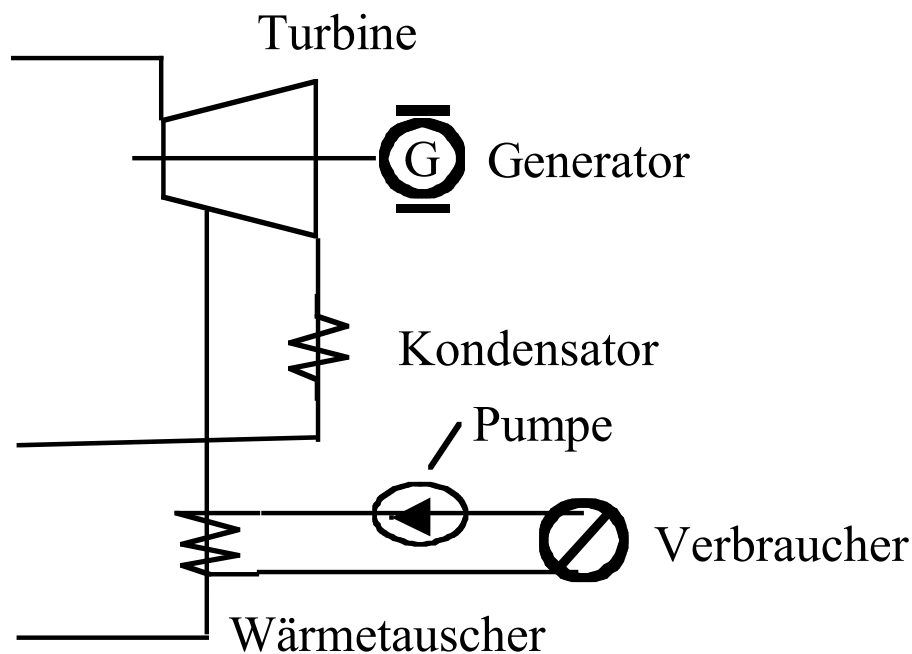 Turbine
G
Generator
Kondensator
Pumpe
Verbraucher
Wärmetauscher